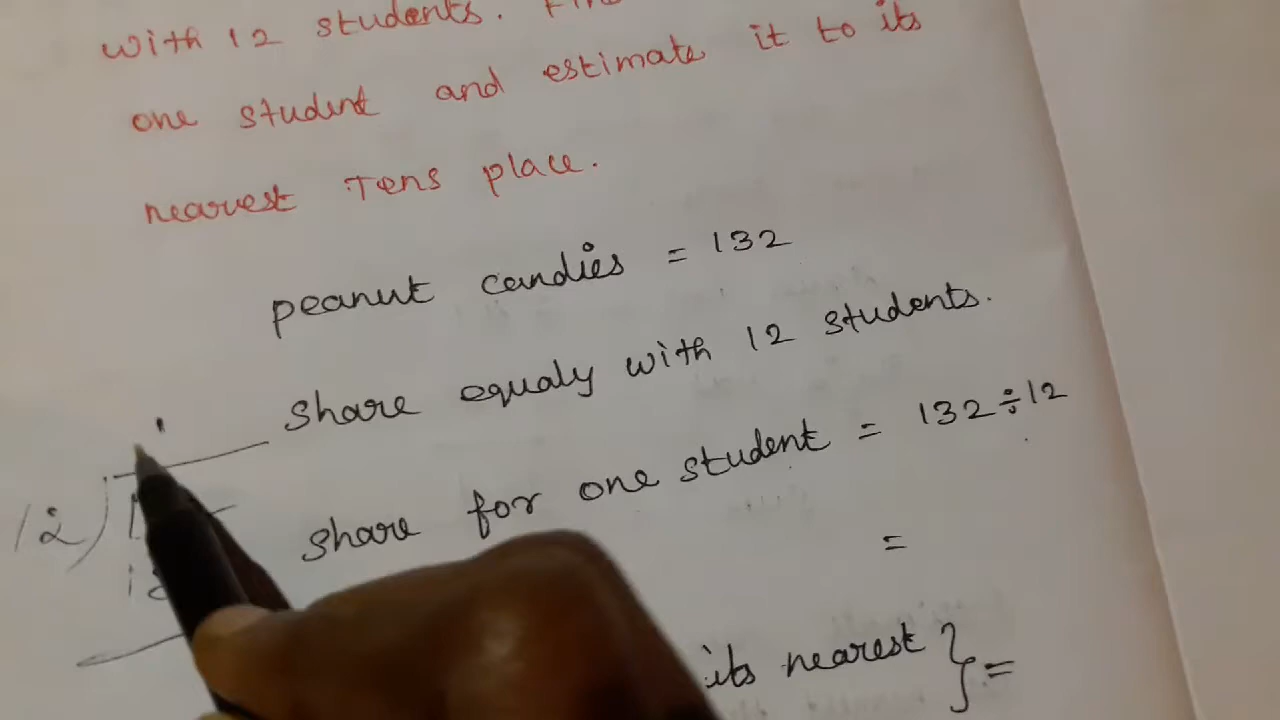 with 12 students.
one student and estimate it to its
nearest Tens place.
peanut candies = 132
share equaly with 12 students.
share for one student = 132 ÷ 12
=
its nearest } =
12)